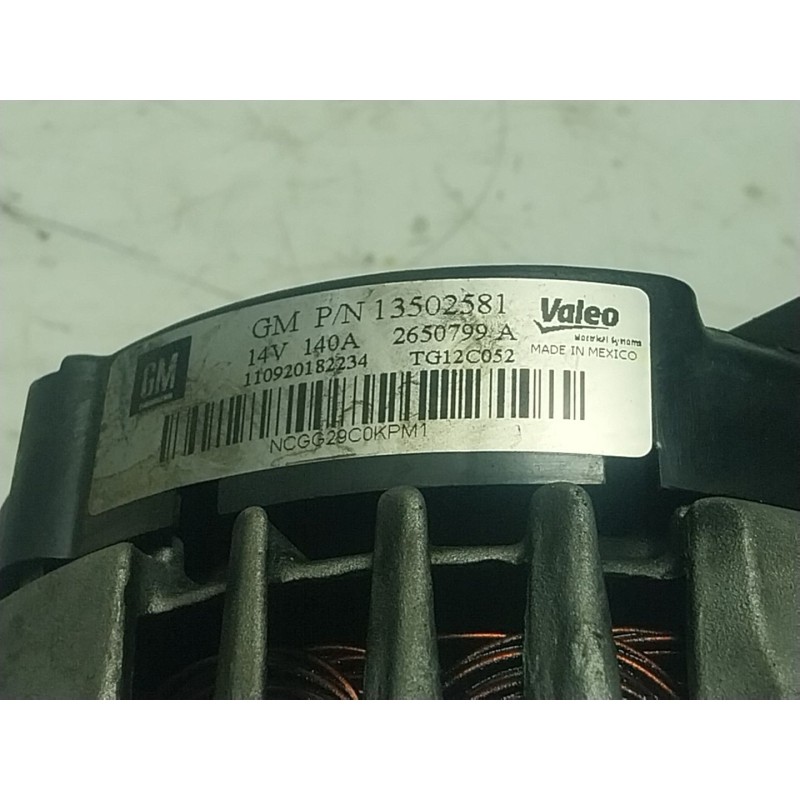 GM
GM P/N 13502581
14V 140A 2650799 A
110920182234 TG12C052
NCGG29C0KPM1
Valeo
MADE IN MEXICO